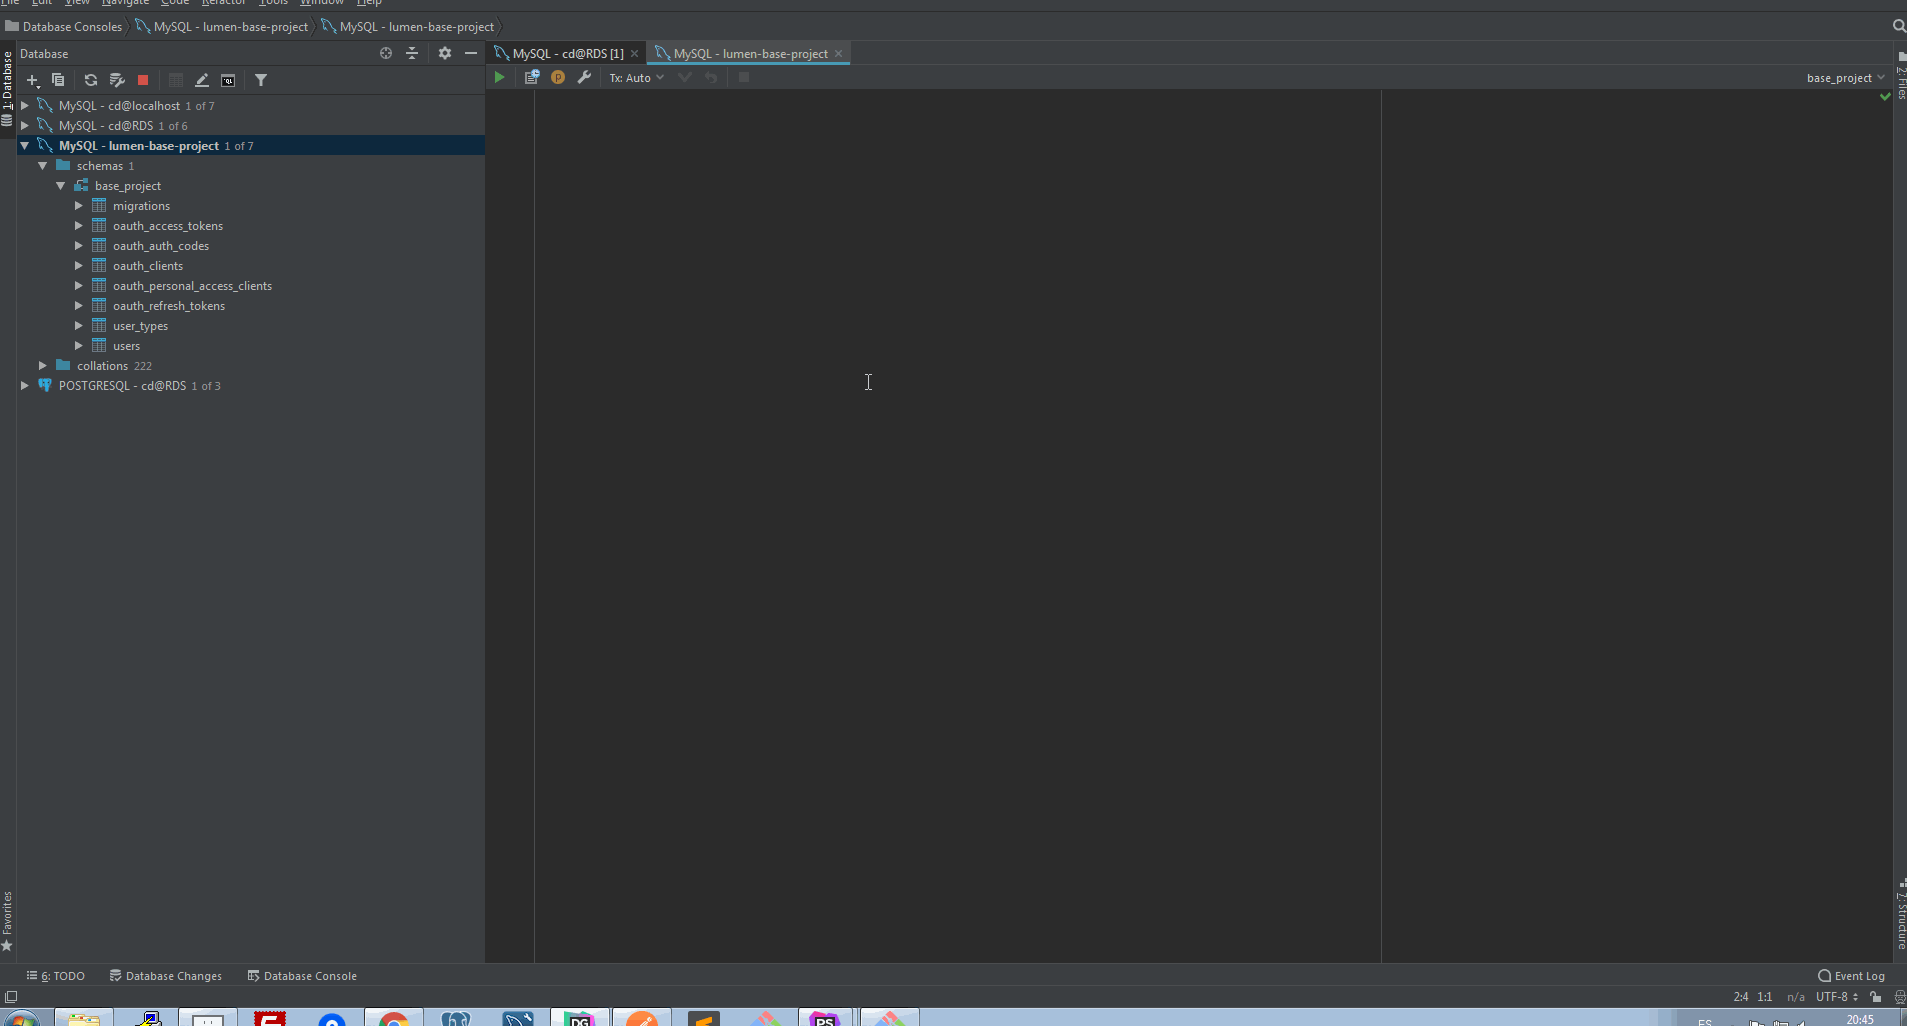 File Edit View Navigate Code Refactor Tools Window Help
Database Consoles MySQL - lumen-base-project MySQL - lumen-base-project
Database
MySQL - cd@RDS [1] MySQL - lumen-base-project
Tx: Auto
base_project
1: Database
2: Files
MySQL - cd@localhost 1 of 7
MySQL - cd@RDS 1 of 6
MySQL - lumen-base-project 1 of 7
schemas 1
base_project
migrations
oauth_access_tokens
oauth_auth_codes
oauth_clients
oauth_personal_access_clients
oauth_refresh_tokens
user_types
users
collations 222
POSTGRESQL - cd@RDS 1 of 3
Favorites
7: Structure
6: TODO Database Changes Database Console
Event Log
2:4 1:1 n/a UTF-8
DG
PS
ES
20:45